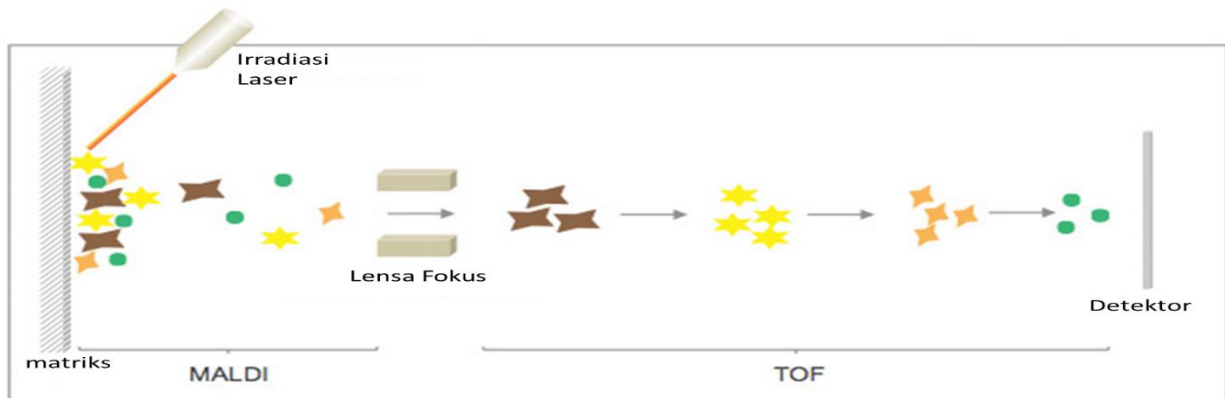 Irradiasi
Laser
Lensa Fokus
Detektor
matriks
MALDI
TOF